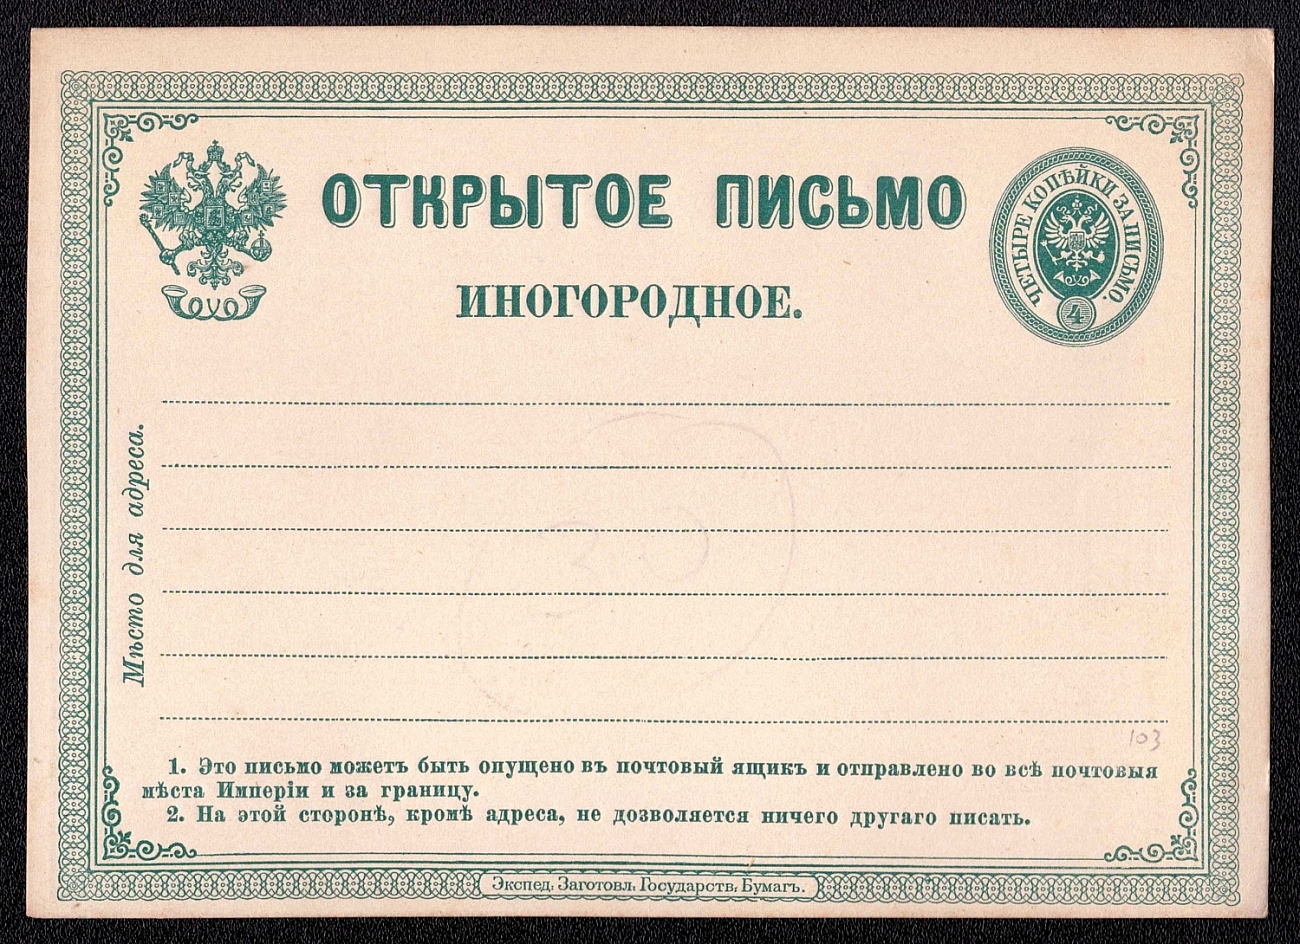 ОТКРЫТОЕ ПИСЬМО
ЧЕТЫРЕ КОПѢЙКИ ЗА ПИСЬМО.
4
ИНОГОРОДНОЕ.
Мѣсто для адреса.
103
1. Это письмо можетъ быть опущено въ почтовый ящикъ и отправлено во всѣ почтовыя
мѣста Имперіи и за границу.
2. На этой сторонѣ, кромѣ адреса, не дозволяется ничего другаго писать.
Экспед. Заготовл. Государств. Бумагъ.